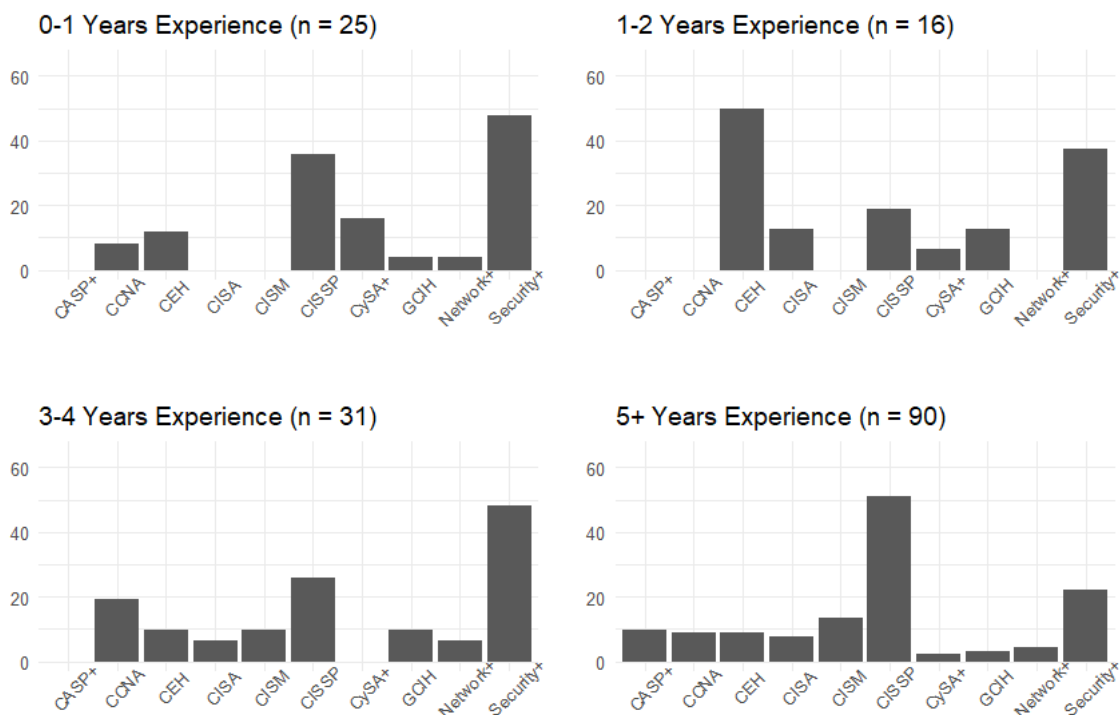 0-1 Years Experience (n = 25)
60
40
20
0
CASP+ CCNA CEH CISA CISM CISSP CySA+ GCIH Network+ Security+
1-2 Years Experience (n = 16)
60
40
20
0
CASP+ CCNA CEH CISA CISM CISSP CySA+ GCIH Network+ Security+
3-4 Years Experience (n = 31)
60
40
20
0
CASP+ CCNA CEH CISA CISM CISSP CySA+ GCIH Network+ Security+
5+ Years Experience (n = 90)
60
40
20
0
CASP+ CCNA CEH CISA CISM CISSP CySA+ GCIH Network+ Security+